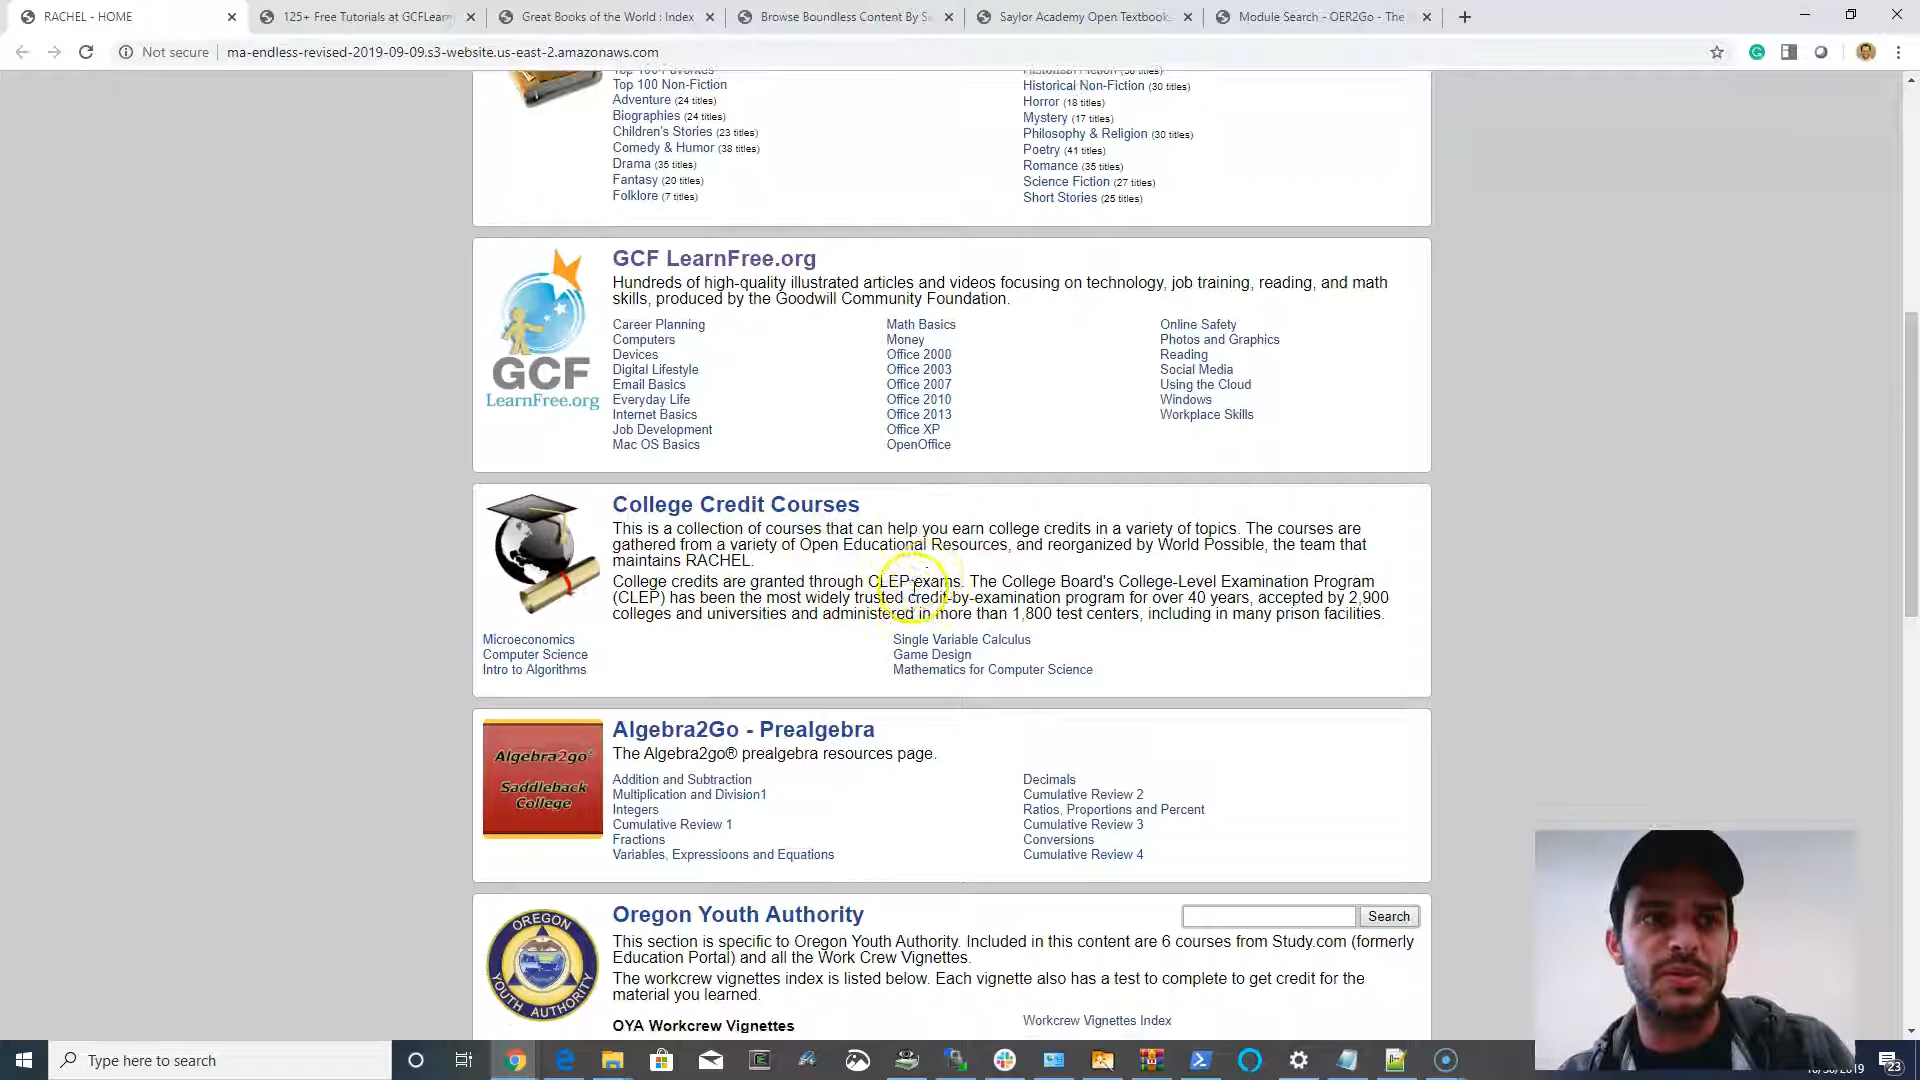 RACHEL - HOME
125+ Free Tutorials at GCFLearn
Great Books of the World : Index
Browse Boundless Content By S
Saylor Academy Open Textbook
Module Search - OER2Go - The
Not secure
ma-endless-revised-2019-09-09.s3-website.us-east-2.amazonaws.com
Top 100 Favorites
Top 100 Non-Fiction
Adventure (24 titles)
Biographies (24 titles)
Children's Stories (23 titles)
Comedy & Humor (38 titles)
Drama (35 titles)
Fantasy (20 titles)
Folklore (7 titles)
Historical Fiction (30 titles)
Historical Non-Fiction (30 titles)
Horror (18 titles)
Mystery (17 titles)
Philosophy & Religion (30 titles)
Poetry (41 titles)
Romance (35 titles)
Science Fiction (27 titles)
Short Stories (25 titles)
GCF
LearnFree.org
GCF LearnFree.org
Hundreds of high-quality illustrated articles and videos focusing on technology, job training, reading, and math
skills, produced by the Goodwill Community Foundation.
Career Planning
Computers
Devices
Digital Lifestyle
Email Basics
Everyday Life
Internet Basics
Job Development
Mac OS Basics
Math Basics
Money
Office 2000
Office 2003
Office 2007
Office 2010
Office 2013
Office XP
OpenOffice
Online Safety
Photos and Graphics
Reading
Social Media
Using the Cloud
Windows
Workplace Skills
College Credit Courses
This is a collection of courses that can help you earn college credits in a variety of topics. The courses are
gathered from a variety of Open Educational Resources, and reorganized by World Possible, the team that
maintains RACHEL.
College credits are granted through CLEP exams. The College Board's College-Level Examination Program
(CLEP) has been the most widely trusted credit-by-examination program for over 40 years, accepted by 2,900
colleges and universities and administered in more than 1,800 test centers, including in many prison facilities.
Microeconomics
Computer Science
Intro to Algorithms
Single Variable Calculus
Game Design
Mathematics for Computer Science
Algebra2go®
Saddleback
College
Algebra2Go - Prealgebra
The Algebra2go® prealgebra resources page.
Addition and Subtraction
Multiplication and Division1
Integers
Cumulative Review 1
Fractions
Variables, Expressioons and Equations
Decimals
Cumulative Review 2
Ratios, Proportions and Percent
Cumulative Review 3
Conversions
Cumulative Review 4
OREGON
YOUTH AUTHORITY
Oregon Youth Authority
Search
This section is specific to Oregon Youth Authority. Included in this content are 6 courses from Study.com (formerly
Education Portal) and all the Work Crew Vignettes.
The workcrew vignettes index is listed below. Each vignette also has a test to complete to get credit for the
material you learned.
OYA Workcrew Vignettes
Workcrew Vignettes Index
Type here to search
23